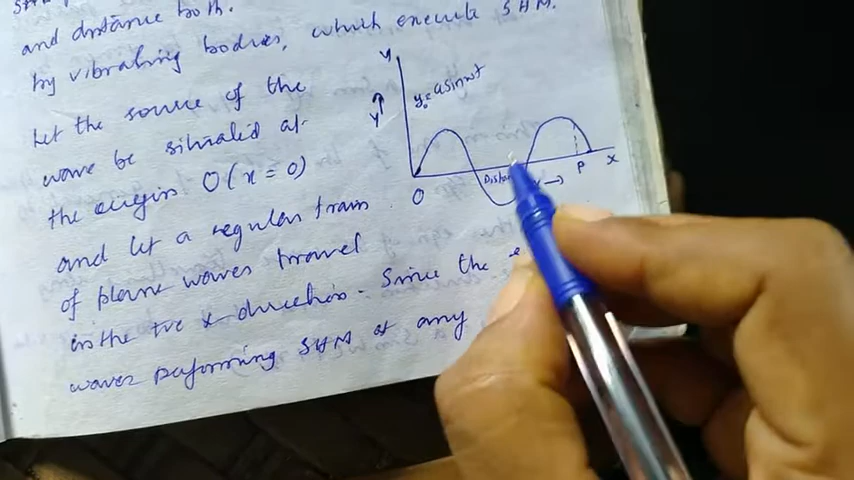 and distance both.
by vibrating bodies, which execute SHM.
Let the source of the
wave be situated at
the origin O (x = 0)
and let a regular train
of plane waves travel
in the +ve x direction. Since the
waves performing SHM at any
Y
y₀ = a sin wt
Y
O
x →
P
X